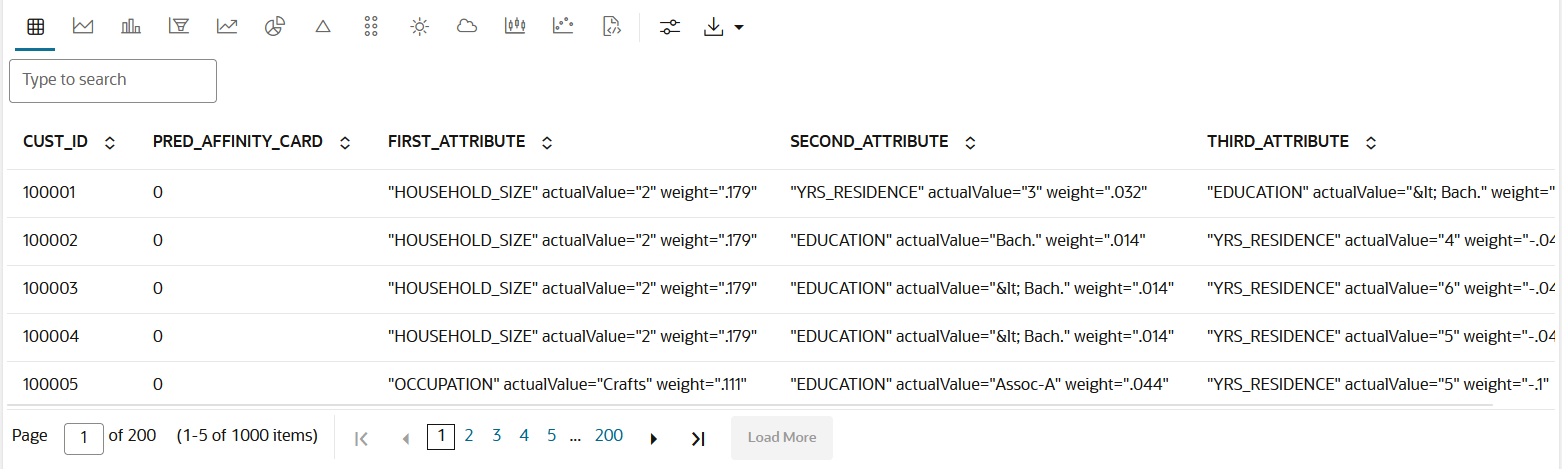 Type to search
CUST_ID PRED_AFFINITY_CARD FIRST_ATTRIBUTE SECOND_ATTRIBUTE THIRD_ATTRIBUTE
100001 0 "HOUSEHOLD_SIZE" actualValue="2" weight=".179" "YRS_RESIDENCE" actualValue="3" weight=".032" "EDUCATION" actualValue="&lt; Bach." weight="
100002 0 "HOUSEHOLD_SIZE" actualValue="2" weight=".179" "EDUCATION" actualValue="Bach." weight=".014" "YRS_RESIDENCE" actualValue="4" weight="-.04
100003 0 "HOUSEHOLD_SIZE" actualValue="2" weight=".179" "EDUCATION" actualValue="&lt; Bach." weight=".014" "YRS_RESIDENCE" actualValue="6" weight="-.04
100004 0 "HOUSEHOLD_SIZE" actualValue="2" weight=".179" "EDUCATION" actualValue="&lt; Bach." weight=".014" "YRS_RESIDENCE" actualValue="5" weight="-.04
100005 0 "OCCUPATION" actualValue="Crafts" weight=".111" "EDUCATION" actualValue="Assoc-A" weight=".044" "YRS_RESIDENCE" actualValue="5" weight="-.1"
Page 1 of 200 (1-5 of 1000 items) 1 2 3 4 5 ... 200 Load More